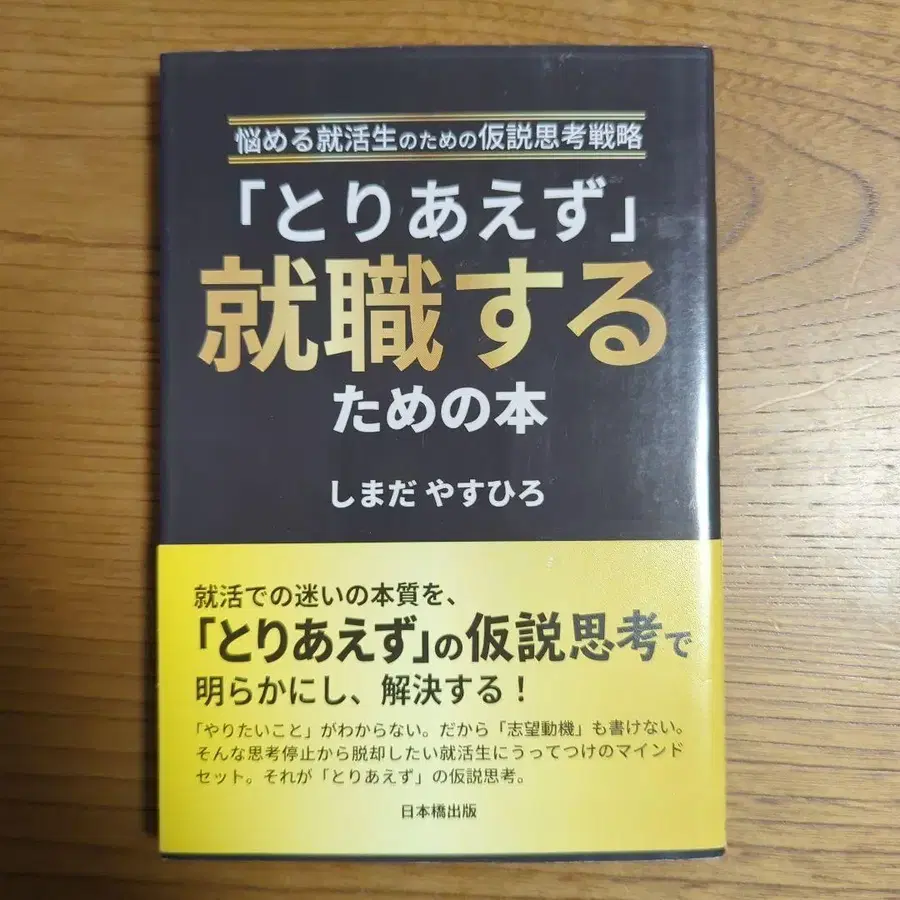 悩める就活生のための仮説思考戦略
「とりあえず」
就職する
ための本
しまだ やすひろ
就活での迷いの本質を、
「とりあえず」の仮説思考で
明らかにし、解決する！
「やりたいこと」がわからない。だから「志望動機」も書けない。
そんな思考停止から脱却したい就活生にうってつけのマインド
セット。それが「とりあえず」の仮説思考。
日本橋出版